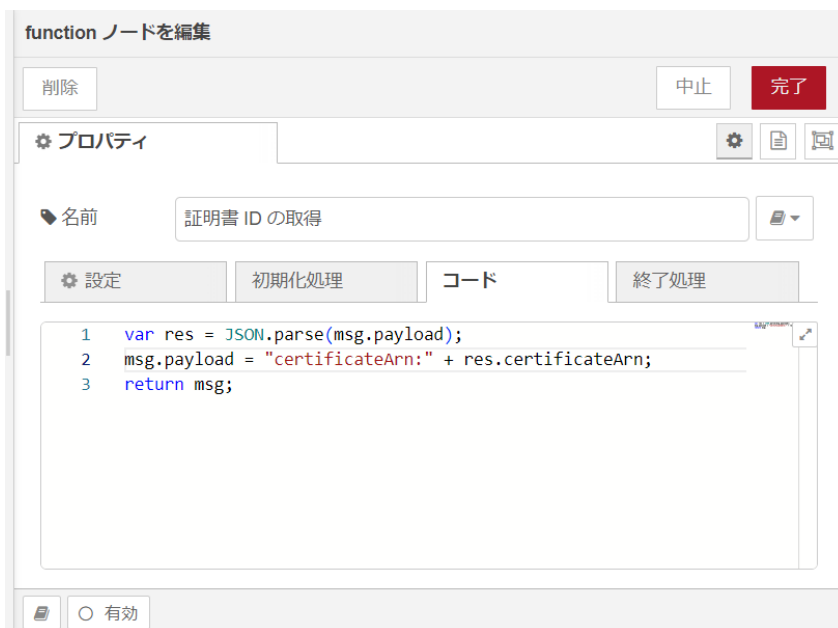 function ノードを編集
削除
中止
完了
プロパティ
名前
証明書 ID の取得
設定
初期化処理
コード
終了処理
1 var res = JSON.parse(msg.payload);
2 msg.payload = "certificateArn:" + res.certificateArn;
3 return msg;
有効